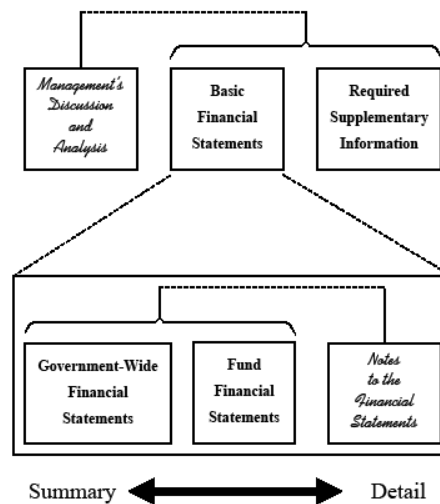 Management's
Discussion
and
Analysis
Basic
Financial
Statements
Required
Supplementary
Information
Government-Wide
Financial
Statements
Fund
Financial
Statements
Notes
to the
Financial
Statements
Summary
Detail